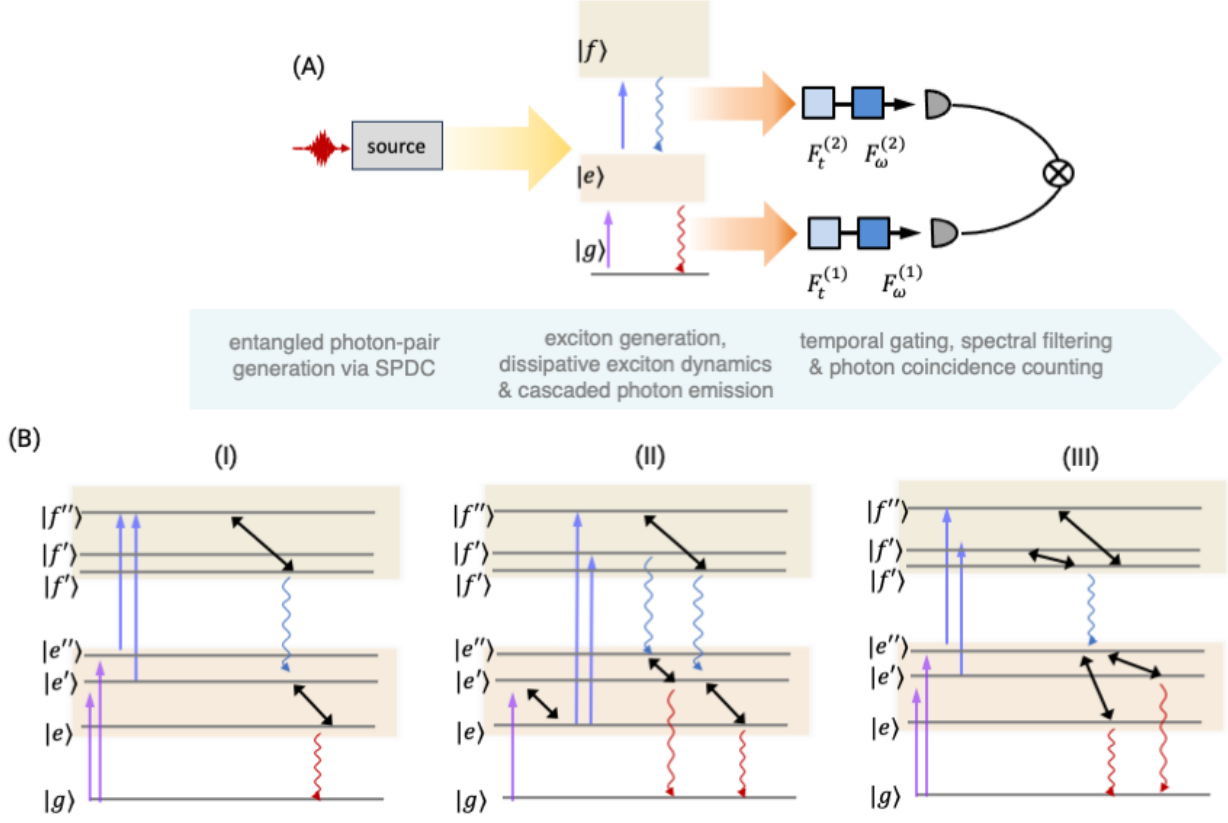 (A)
source
|f⟩
|e⟩
|g⟩
F_t^(2) F_ω^(2)
F_t^(1) F_ω^(1)
entangled photon-pair
generation via SPDC
exciton generation,
dissipative exciton dynamics
& cascaded photon emission
temporal gating, spectral filtering
& photon coincidence counting
(B)
(I)
|f''⟩
|f'⟩
|f'⟩
|e''⟩
|e'⟩
|e⟩
|g⟩
(II)
|f''⟩
|f'⟩
|f'⟩
|e''⟩
|e'⟩
|e⟩
|g⟩
(III)
|f''⟩
|f'⟩
|f'⟩
|e''⟩
|e'⟩
|e⟩
|g⟩